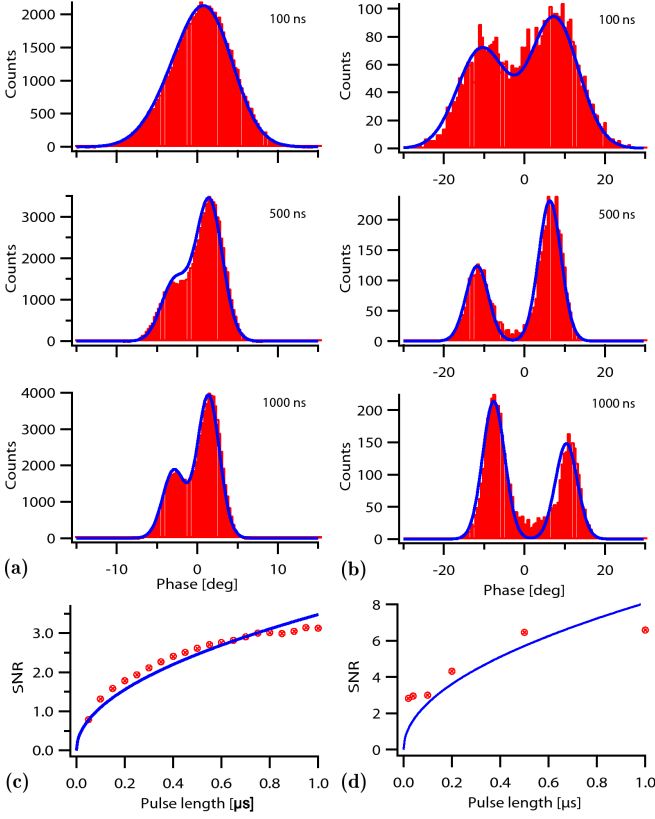 2000
1500
1000
500
0
Counts
100 ns
100
80
60
40
20
0
Counts
100 ns
-20 0 20
3000
2000
1000
0
Counts
500 ns
200
150
100
50
0
Counts
500 ns
-20 0 20
4000
3000
2000
1000
0
Counts
1000 ns
-10 0 10
(a) Phase [deg]
200
150
100
50
0
Counts
1000 ns
-20 0 20
(b) Phase [deg]
3.0
2.0
1.0
0.0
SNR
0.0 0.2 0.4 0.6 0.8 1.0
(c) Pulse length [µs]
8
6
4
2
0
SNR
0.0 0.2 0.4 0.6 0.8 1.0
(d) Pulse length [µs]